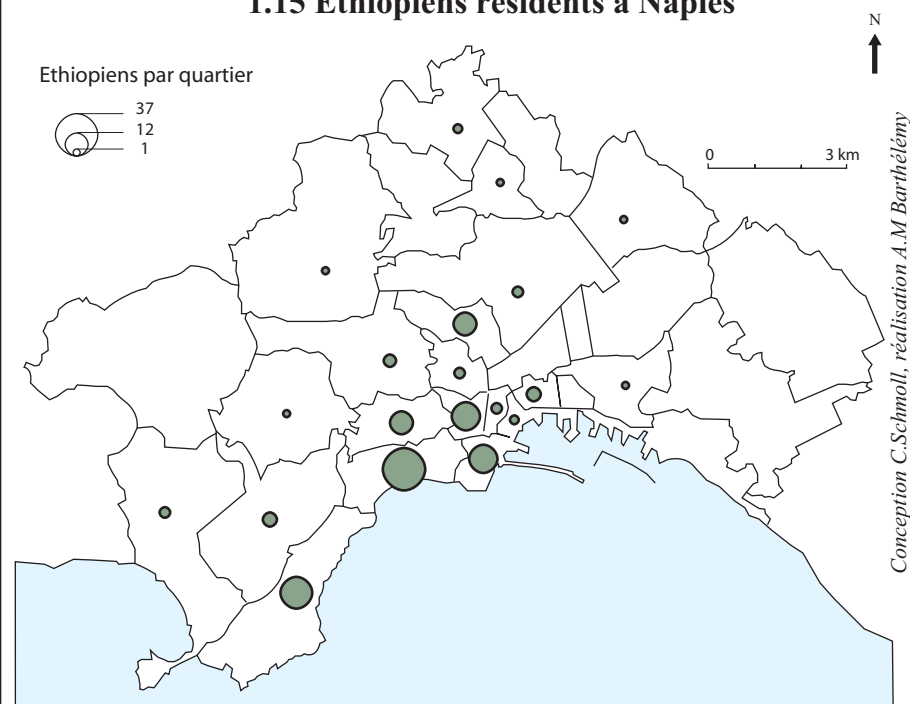 1.15 Ethiopiens résidents à Naples
N
Ethiopiens par quartier
37
12
1
0 3 km
Conception C.Schmoll, réalisation A.M Barthélémy